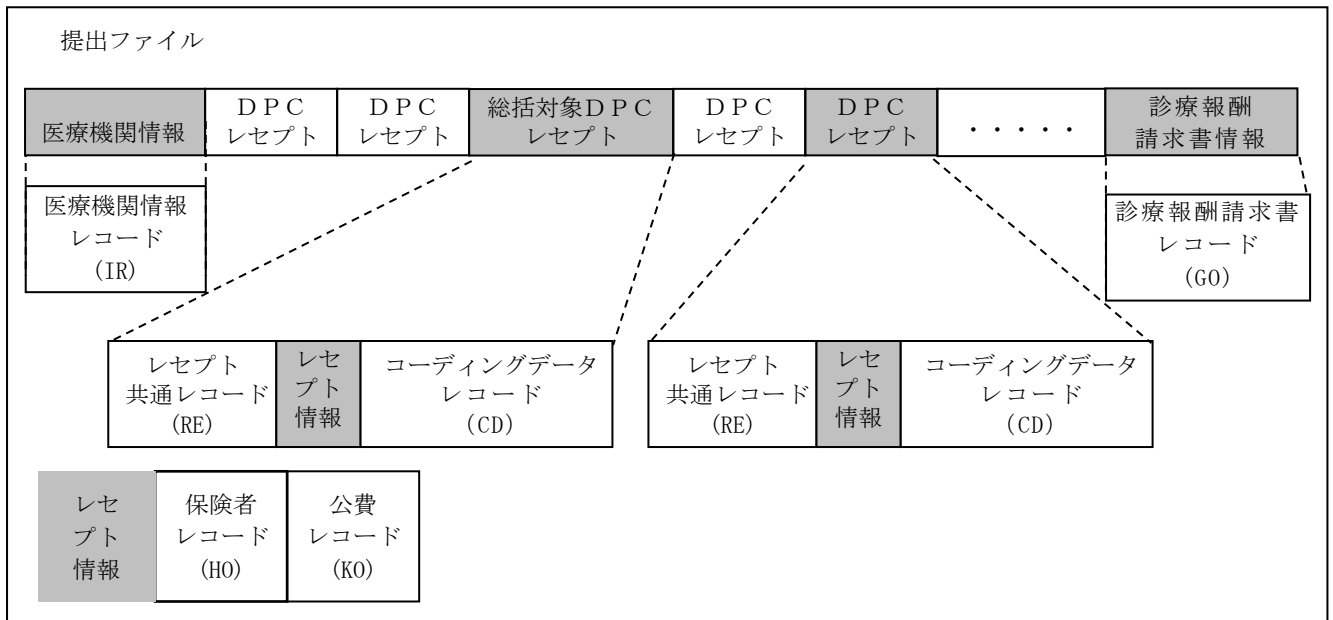 提出ファイル
医療機関情報
ＤＰＣ
レセプト
ＤＰＣ
レセプト
総括対象ＤＰＣ
レセプト
ＤＰＣ
レセプト
ＤＰＣ
レセプト
・・・・・
診療報酬
請求書情報
医療機関情報
レコード
(IR)
診療報酬請求書
レコード
(GO)
レセプト
共通レコード
(RE)
レセ
プト
情報
コーディングデータ
レコード
(CD)
レセプト
共通レコード
(RE)
レセ
プト
情報
コーディングデータ
レコード
(CD)
レセ
プト
情報
保険者
レコード
(HO)
公費
レコード
(KO)